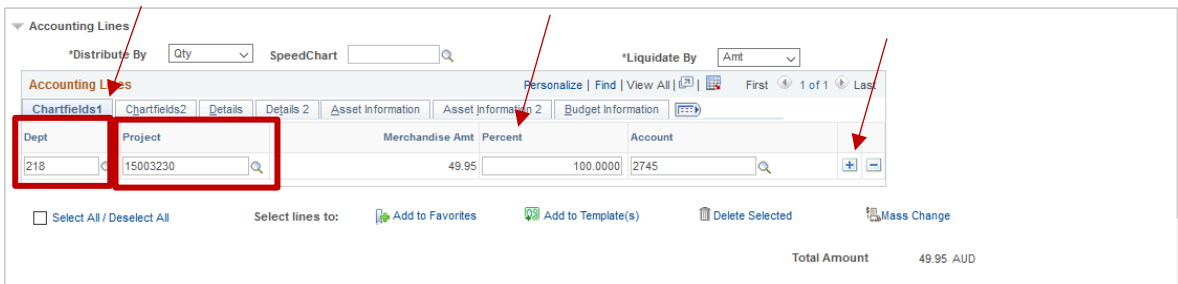 Accounting Lines
*Distribute By Qty SpeedChart *Liquidate By Amt
Accounting Lines Personalize | Find | View All | | First 1 of 1 Last
Chartfields1 Chartfields2 Details Details 2 Asset Information Asset Information 2 Budget Information
Dept Project Merchandise Amt Percent Account
218 15003230 49.95 100.0000 2745 + -
Select All / Deselect All Select lines to: Add to Favorites Add to Template(s) Delete Selected Mass Change
Total Amount 49.95 AUD